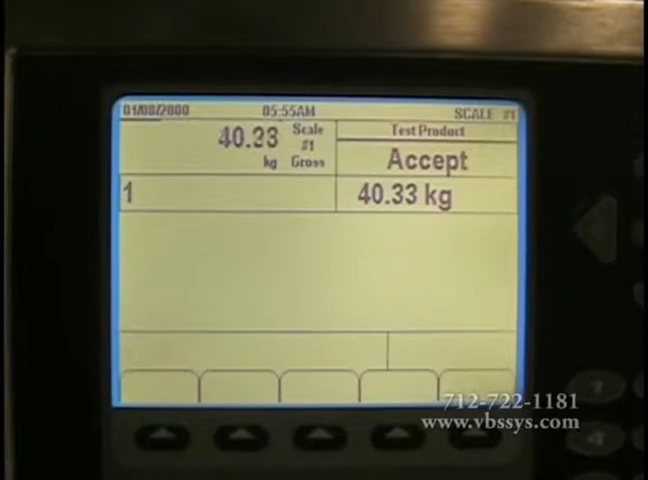 01/08/2000 05:55AM SCALE #1
40.33 Scale #1
kg Gross
Test Product
Accept
1 40.33 kg
712-722-1181
www.vbssys.com